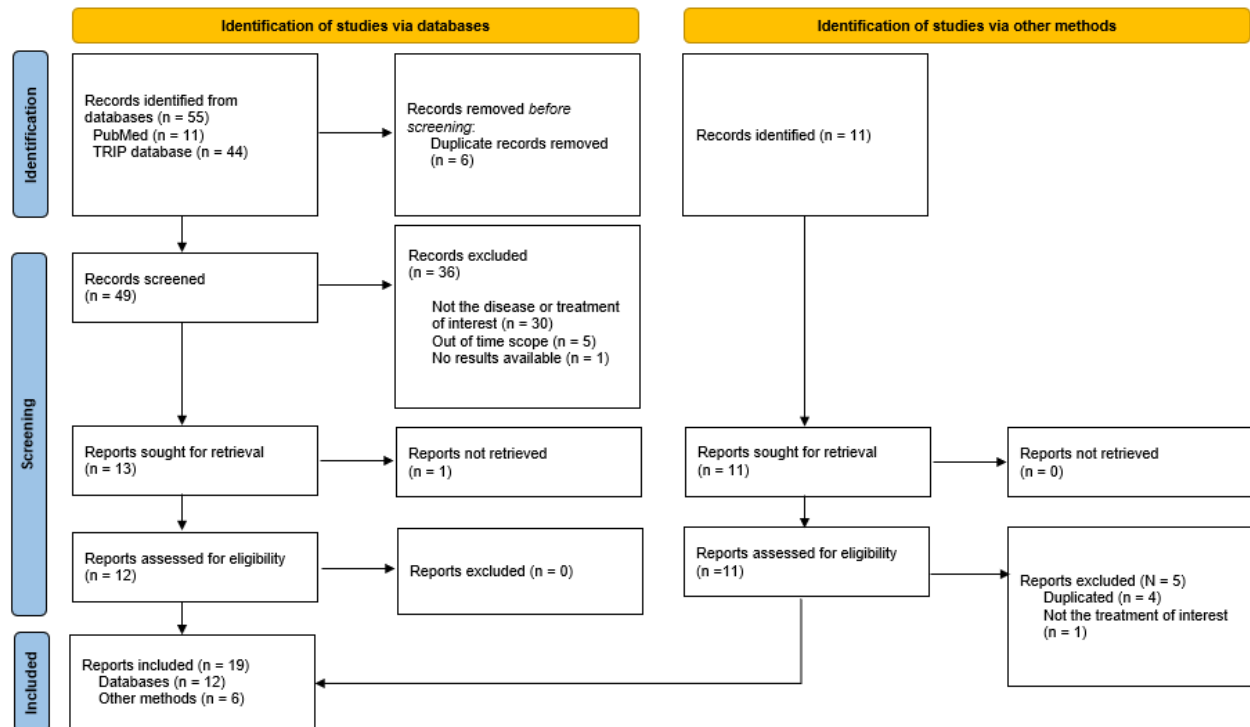 Identification of studies via databases
Identification of studies via other methods
Identification
Records identified from
databases (n = 55)
PubMed (n = 11)
TRIP database (n = 44)
Records removed before
screening:
Duplicate records removed
(n = 6)
Records identified (n = 11)
Screening
Records screened
(n = 49)
Records excluded
(n = 36)
Not the disease or treatment
of interest (n = 30)
Out of time scope (n = 5)
No results available (n = 1)
Reports sought for retrieval
(n = 13)
Reports not retrieved
(n = 1)
Reports sought for retrieval
(n = 11)
Reports not retrieved
(n = 0)
Reports assessed for eligibility
(n = 12)
Reports excluded (n = 0)
Reports assessed for eligibility
(n =11)
Reports excluded (N = 5)
Duplicated (n = 4)
Not the treatment of interest
(n = 1)
Included
Reports included (n = 19)
Databases (n = 12)
Other methods (n = 6)